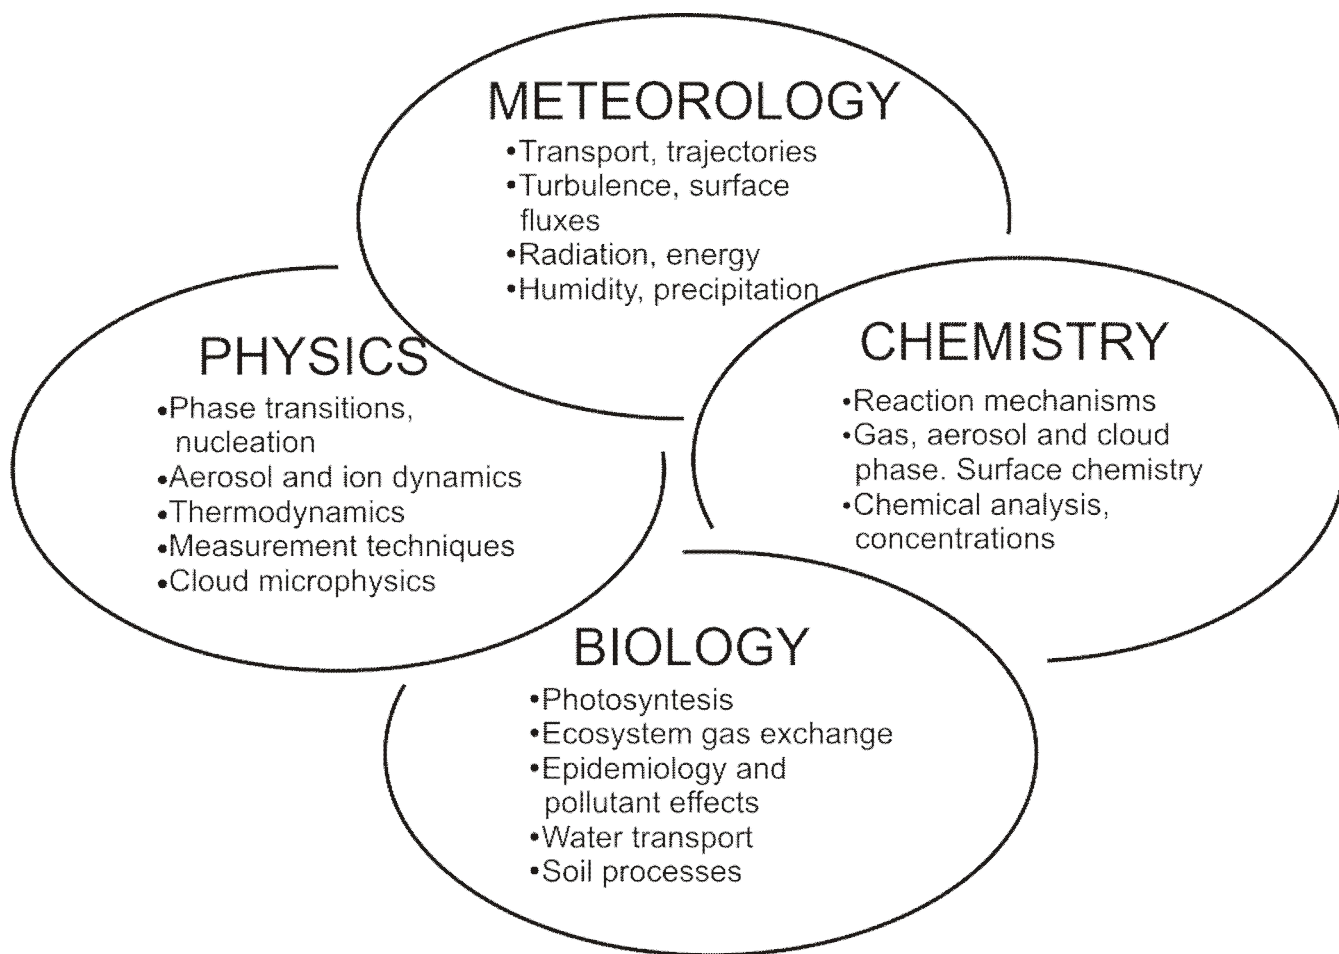 METEOROLOGY
•Transport, trajectories
•Turbulence, surface
fluxes
•Radiation, energy
•Humidity, precipitation
PHYSICS
•Phase transitions,
nucleation
•Aerosol and ion dynamics
•Thermodynamics
•Measurement techniques
•Cloud microphysics
CHEMISTRY
•Reaction mechanisms
•Gas, aerosol and cloud
phase. Surface chemistry
•Chemical analysis,
concentrations
BIOLOGY
•Photosyntesis
•Ecosystem gas exchange
•Epidemiology and
pollutant effects
•Water transport
•Soil processes